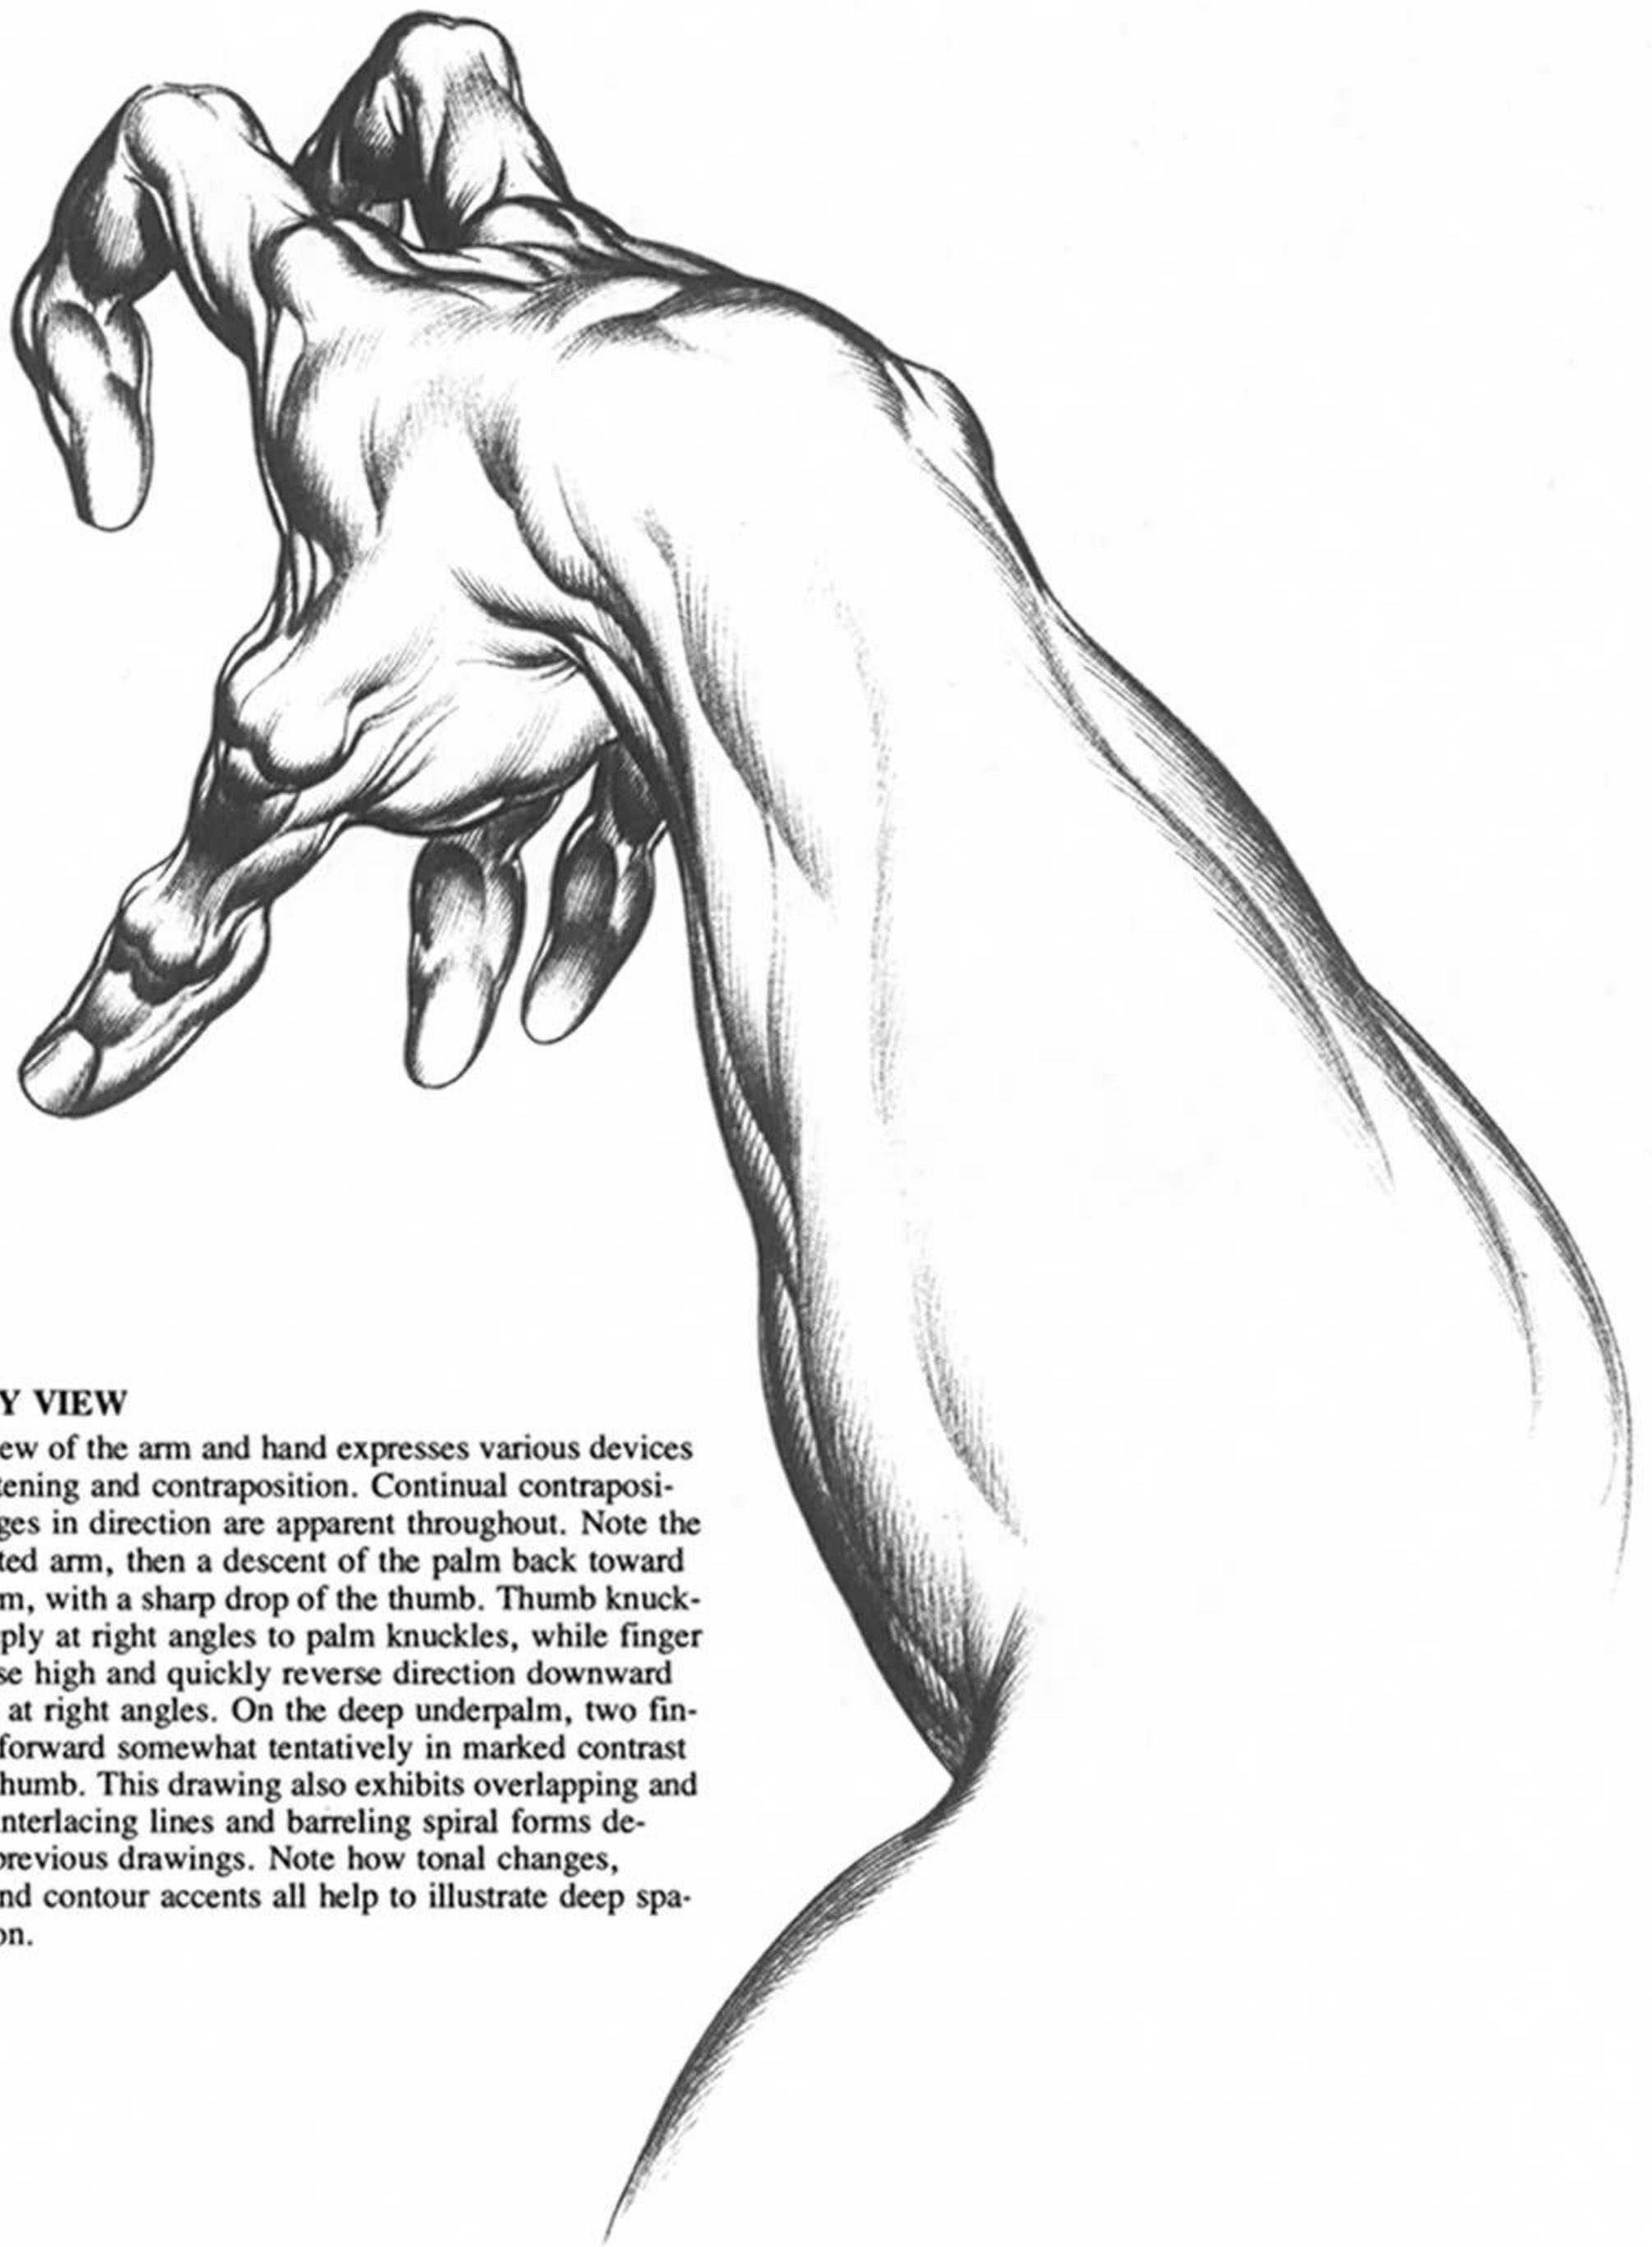 Y VIEW
ew of the arm and hand expresses various devices
ening and contraposition. Continual contraposi-
ges in direction are apparent throughout. Note the
ted arm, then a descent of the palm back toward
m, with a sharp drop of the thumb. Thumb knuck-
ply at right angles to palm knuckles, while finger
se high and quickly reverse direction downward
at right angles. On the deep underpalm, two fin-
forward somewhat tentatively in marked contrast
humb. This drawing also exhibits overlapping and
nterlacing lines and barreling spiral forms de-
previous drawings. Note how tonal changes,
nd contour accents all help to illustrate deep spa-
on.